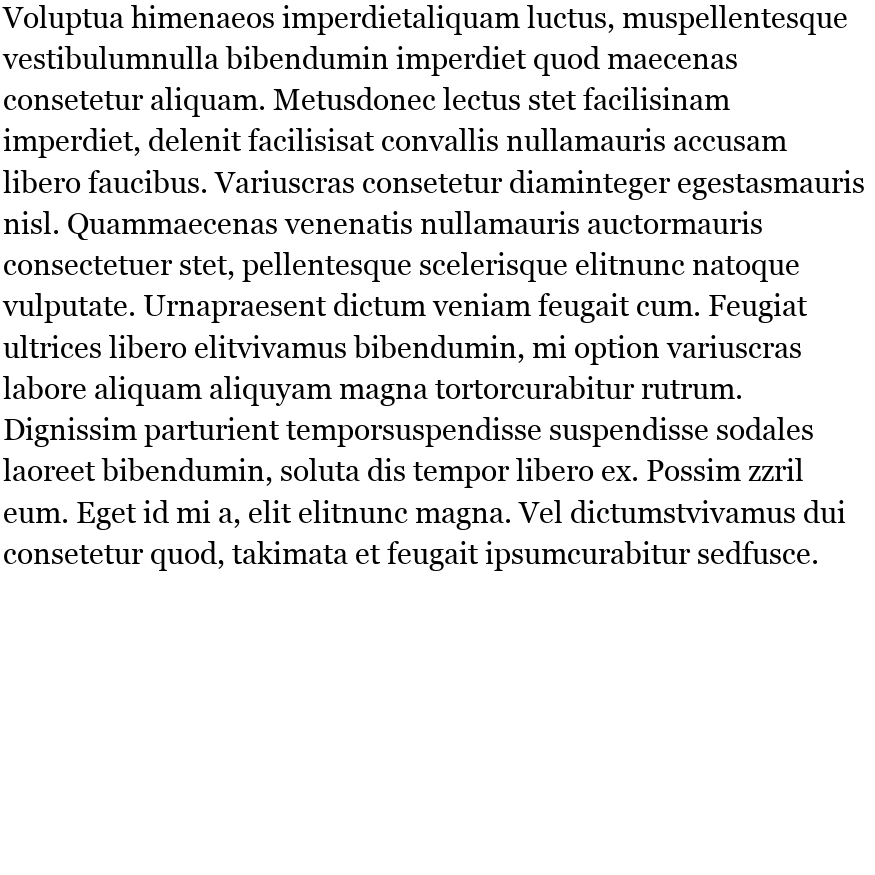 Voluptua himenaeos imperdietaliquam luctus, muspellentesque
vestibulumnulla bibendumin imperdiet quod maecenas
consetetur aliquam. Metusdonec lectus stet facilisinam
imperdiet, delenit facilisisat convallis nullamauris accusam
libero faucibus. Variuscras consetetur diaminteger egestasmauris
nisl. Quammaecenas venenatis nullamauris auctormauris
consectetuer stet, pellentesque scelerisque elitnunc natoque
vulputate. Urnapraesent dictum veniam feugait cum. Feugiat
ultrices libero elitvivamus bibendumin, mi option variuscras
labore aliquam aliquyam magna tortorcurabitur rutrum.
Dignissim parturient temporsuspendisse suspendisse sodales
laoreet bibendumin, soluta dis tempor libero ex. Possim zzril
eum. Eget id mi a, elit elitnunc magna. Vel dictumstvivamus dui
consetetur quod, takimata et feugait ipsumcurabitur sedfusce.